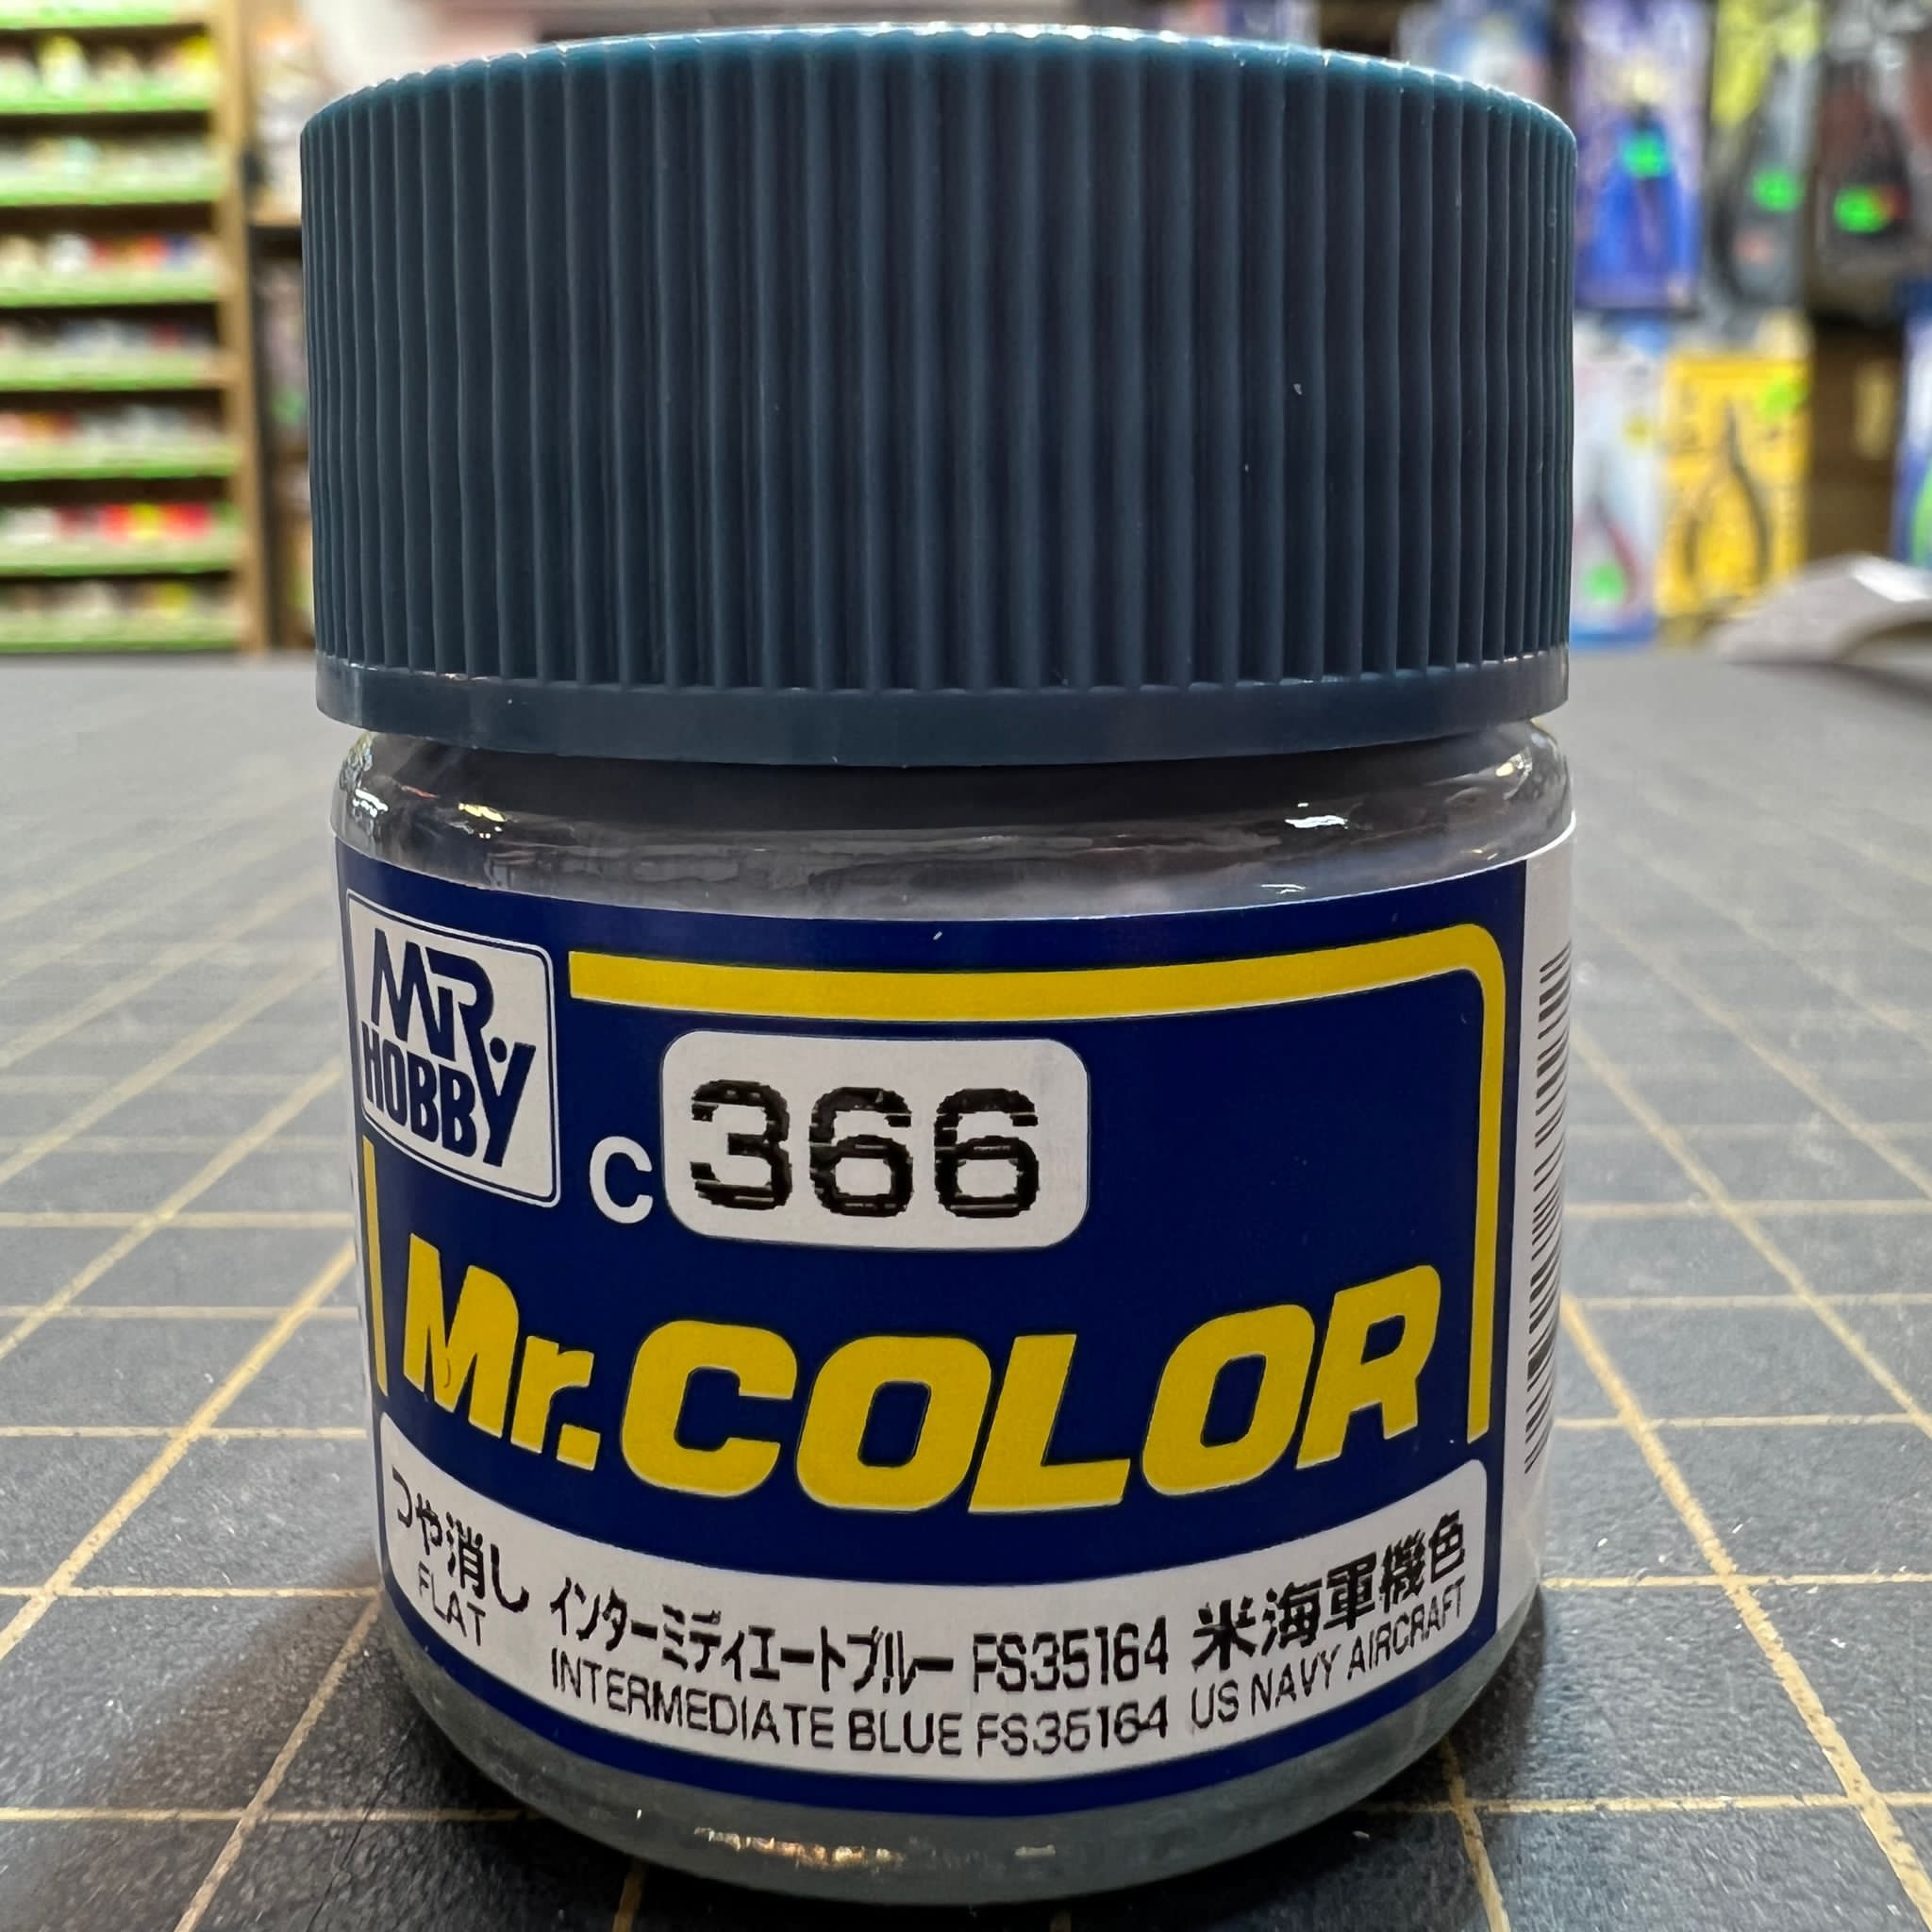 MR. HOBBY
C 366
Mr.COLOR
つや消し インターミディエートブルー FS35164 米海軍機色
FLAT INTERMEDIATE BLUE FS35164 US NAVY AIRCRAFT